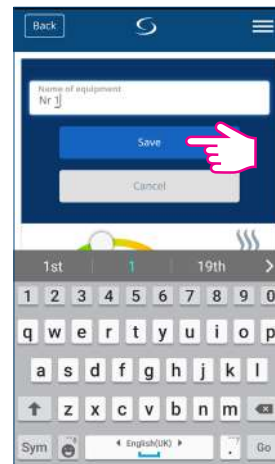 Back
Name of equipment
Nr 1
Save
Cancel
1st 1 19th
1 2 3 4 5 6 7 8 9 0
q w e r t y u i o p
a s d f g h j k l
z x c v b n m
Sym English(UK) . Go